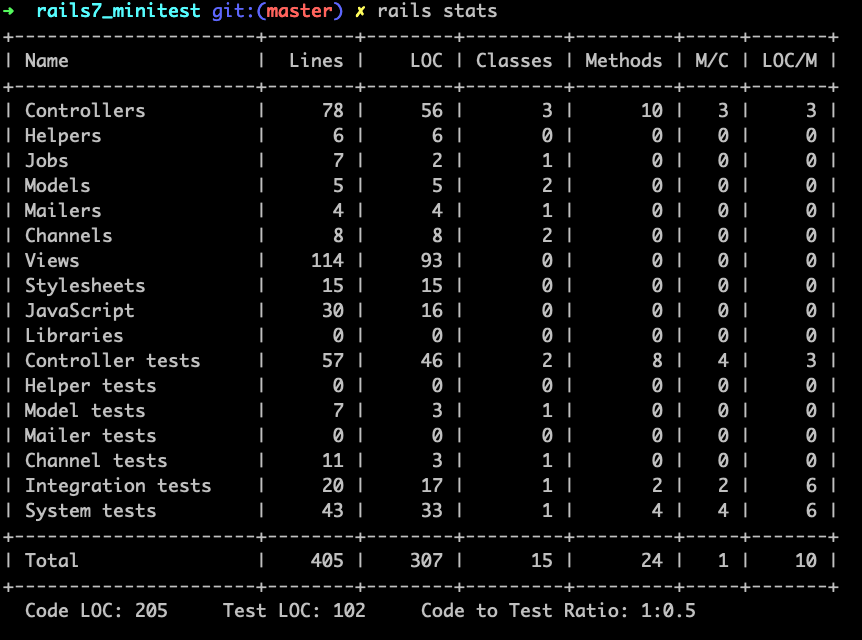 → rails7_minitest git:(master) ✗ rails stats
+----------------------+--------+--------+---------+---------+-----+-------+
| Name                 |  Lines |    LOC | Classes | Methods | M/C | LOC/M |
+----------------------+--------+--------+---------+---------+-----+-------+
| Controllers          |     78 |     56 |       3 |      10 |   3 |     3 |
| Helpers              |      6 |      6 |       0 |       0 |   0 |     0 |
| Jobs                 |      7 |      2 |       1 |       0 |   0 |     0 |
| Models               |      5 |      5 |       2 |       0 |   0 |     0 |
| Mailers              |      4 |      4 |       1 |       0 |   0 |     0 |
| Channels             |      8 |      8 |       2 |       0 |   0 |     0 |
| Views                |    114 |     93 |       0 |       0 |   0 |     0 |
| Stylesheets          |     15 |     15 |       0 |       0 |   0 |     0 |
| JavaScript           |     30 |     16 |       0 |       0 |   0 |     0 |
| Libraries            |      0 |      0 |       0 |       0 |   0 |     0 |
| Controller tests     |     57 |     46 |       2 |       8 |   4 |     3 |
| Helper tests         |      0 |      0 |       0 |       0 |   0 |     0 |
| Model tests          |      7 |      3 |       1 |       0 |   0 |     0 |
| Mailer tests         |      0 |      0 |       0 |       0 |   0 |     0 |
| Channel tests        |     11 |      3 |       1 |       0 |   0 |     0 |
| Integration tests    |     20 |     17 |       1 |       2 |   2 |     6 |
| System tests         |     43 |     33 |       1 |       4 |   4 |     6 |
+----------------------+--------+--------+---------+---------+-----+-------+
| Total                |    405 |    307 |      15 |      24 |   1 |    10 |
+----------------------+--------+--------+---------+---------+-----+-------+
  Code LOC: 205     Test LOC: 102     Code to Test Ratio: 1:0.5